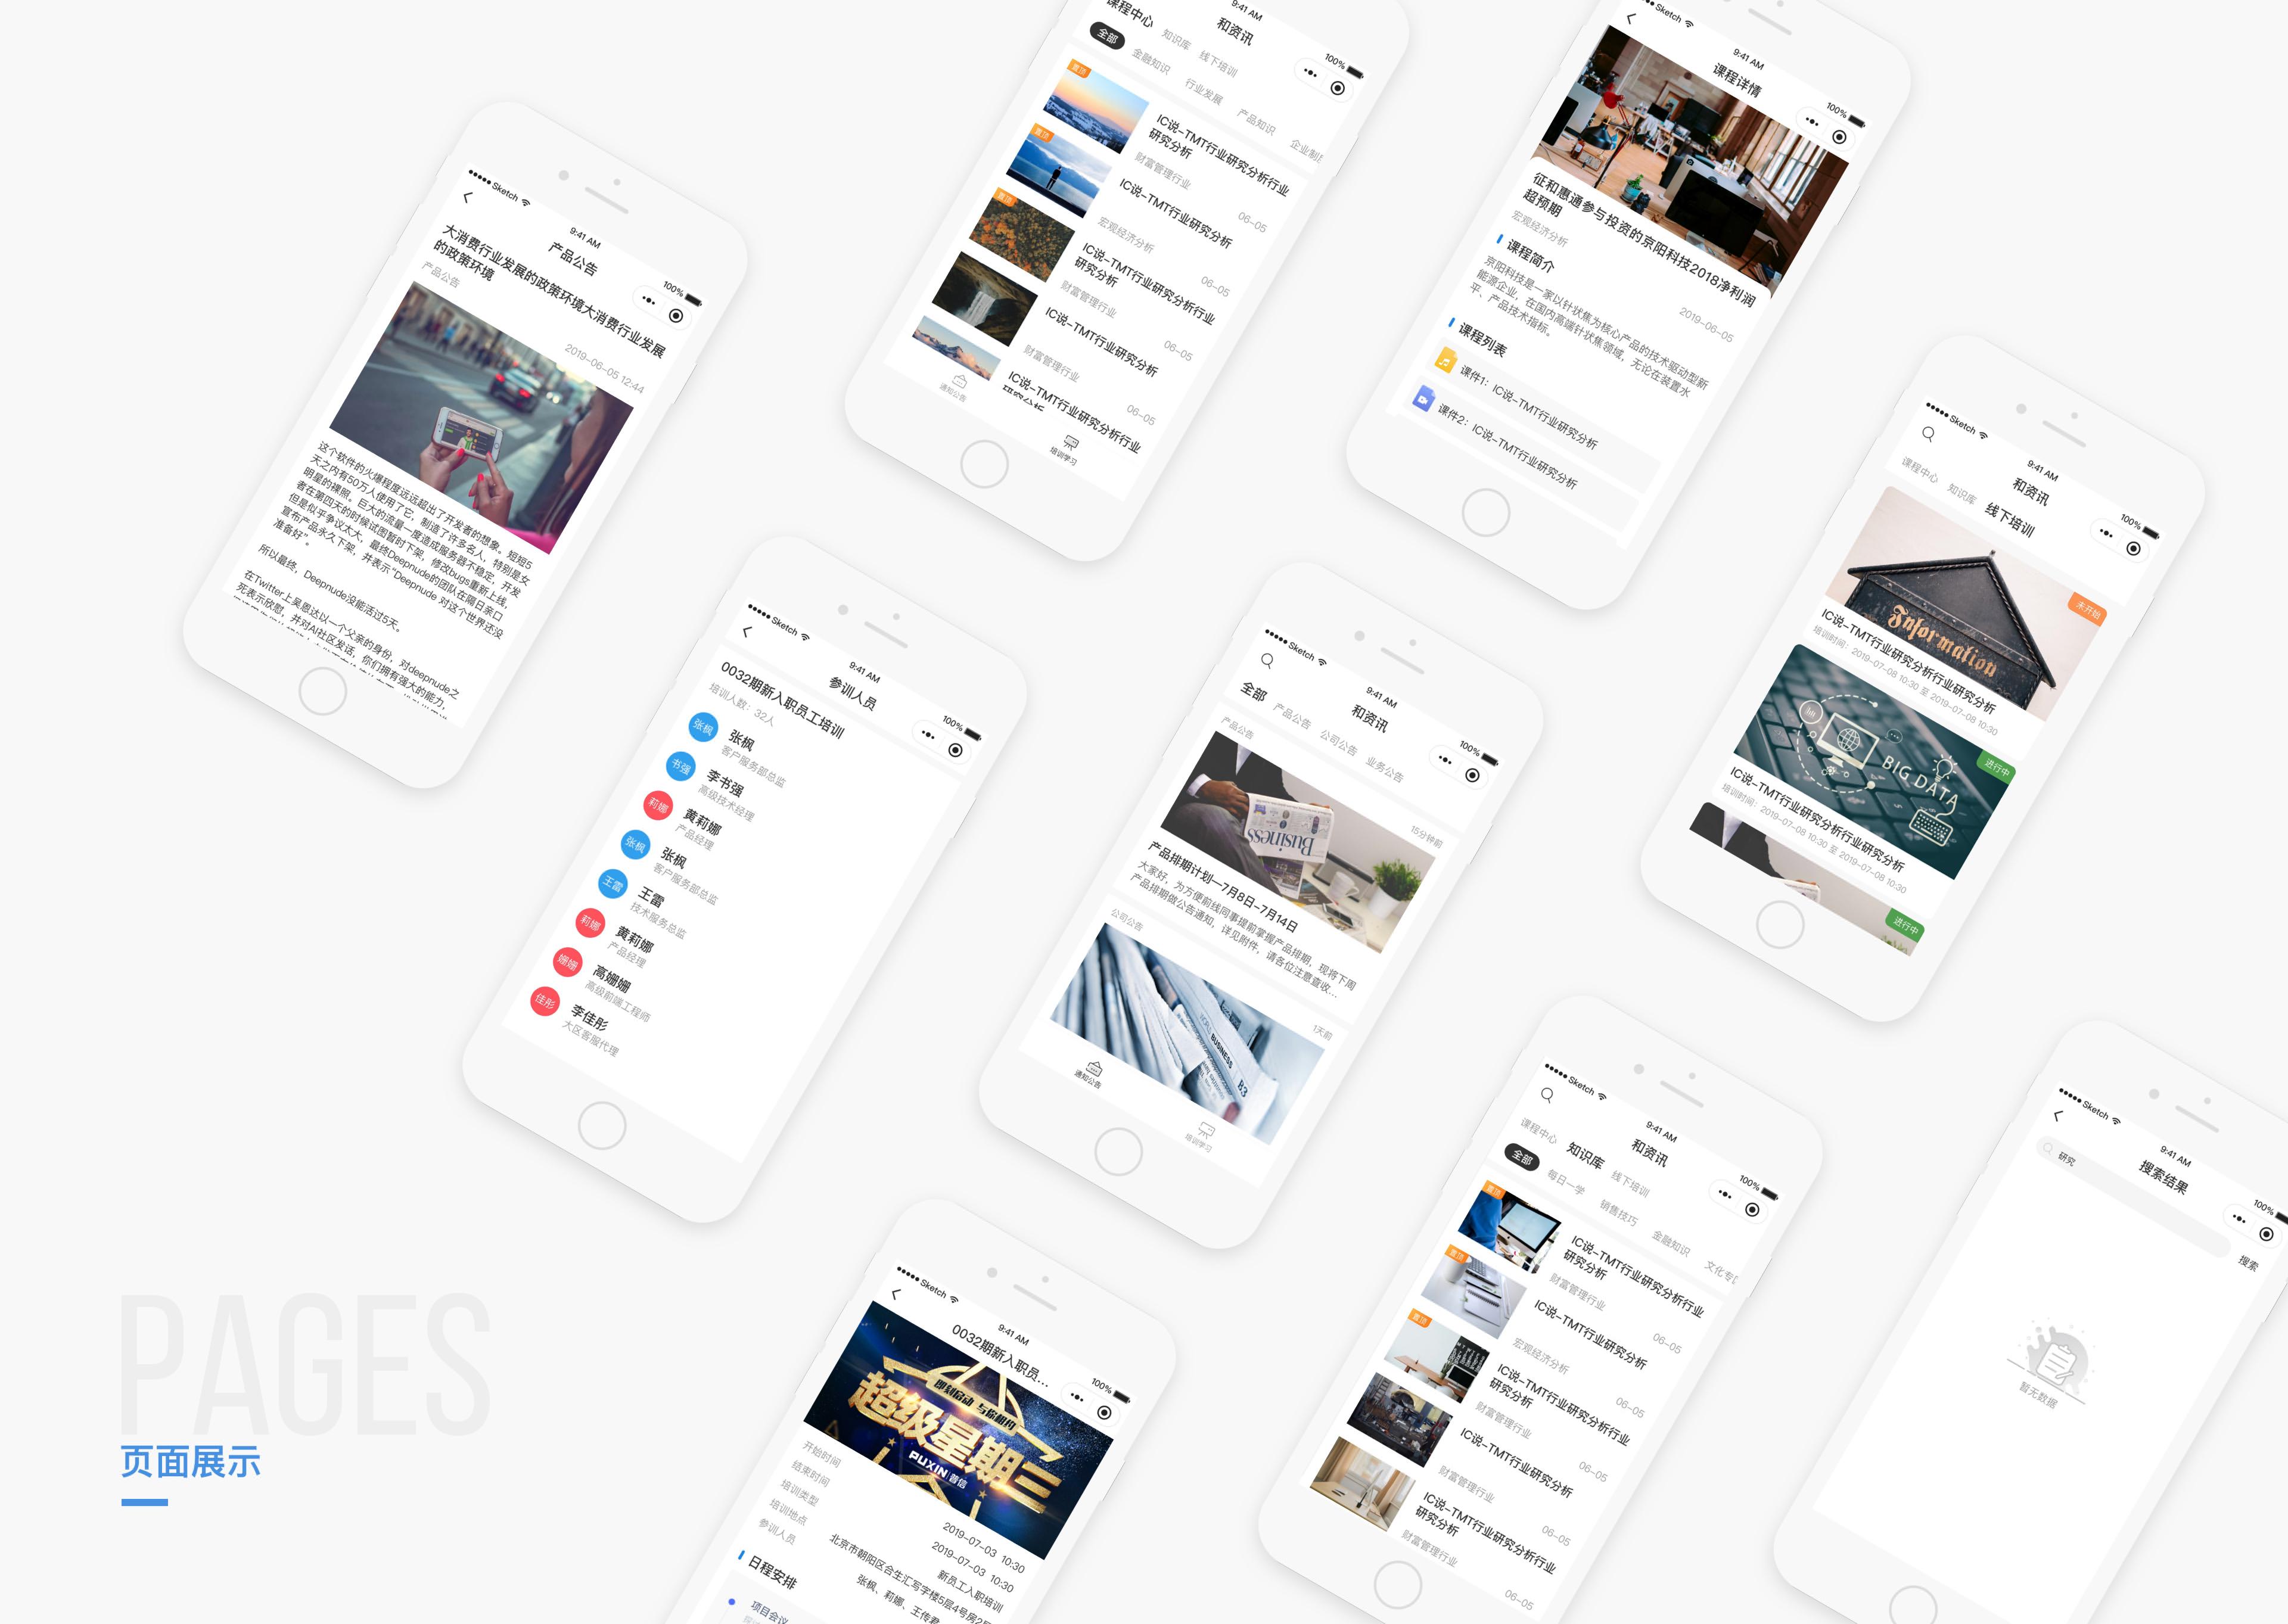 Sketch
9:41 AM
100%
产品公告
大消费行业发展的政策环境大消费行业发展
的政策环境
产品公告
2019-06-05 12:44
这个软件的火爆程度远远超出了开发者的想象。短短5
天之内有50万人使用了它，制造了许多名人，特别是女
明星的裸照。巨大的流量一度造成服务器不稳定，开发
者在第四天的时候试图暂时下架，修改bugs重新上线，
但是似乎争议太大，最终Deepnude的团队在隔日亲口
宣布产品永久下架，并表示“Deepnude 对这个世界还没
准备好”。
所以最终，Deepnude没能活过5天。
在Twitter上吴恩达以一个父亲的身份，对deepnude之
死表示欣慰，并对AI社区发话，你们拥有强大的能力，
9:41 AM
和资讯
100%
课程中心
知识库
线下培训
全部
金融知识
行业发展
产品知识
企业制度
置顶
IC说-TMT行业研究分析行业
研究分析
财富管理行业
06-05
置顶
IC说-TMT行业研究分析
宏观经济分析
06-05
置顶
IC说-TMT行业研究分析行业
研究分析
财富管理行业
06-05
IC说-TMT行业研究分析
财富管理行业
06-05
IC说-TMT行业研究分析行业
研究分析
通知公告
培训学习
Sketch
9:41 AM
100%
课程详情
征和惠通参与投资的京阳科技2018净利润
超预期
宏观经济分析
2019-06-05
课程简介
京阳科技是一家以针状焦为核心产品的技术驱动型新
能源企业，在国内高端针状焦领域，无论在装置水
平、产品技术指标。
课程列表
课件1：IC说-TMT行业研究分析
课件2：IC说-TMT行业研究分析
Sketch
9:41 AM
100%
和资讯
课程中心
知识库
线下培训
未开始
Information
IC说-TMT行业研究分析行业研究分析
培训时间：2019-07-08 10:30 至 2019-07-08 10:30
进行中
BIG DATA
IC说-TMT行业研究分析行业研究分析
培训时间：2019-07-08 10:30 至 2019-07-08 10:30
进行中
Sketch
9:41 AM
100%
参训人员
0032期新入职员工培训
培训人数：32人
张枫
张枫
客户服务部总监
书强
李书强
高级技术经理
莉娜
黄莉娜
产品经理
张枫
张枫
客户服务部总监
王雷
王雷
技术服务总监
莉娜
黄莉娜
产品经理
姗姗
高姗姗
高级前端工程师
佳彤
李佳彤
大区客服代理
Sketch
9:41 AM
100%
和资讯
全部
产品公告
公司公告
业务公告
产品公告
15分钟前
Business
产品排期计划—7月8日-7月14日
大家好，为方便前线同事提前掌握产品排期，现将下周
产品排期做公告通知，详见附件，请各位注意查收...
公司公告
1天前
BUSINESS
BUSINESS
B3
通知公告
培训学习
Sketch
9:41 AM
100%
和资讯
课程中心
知识库
线下培训
全部
每日一学
销售技巧
金融知识
置顶
IC说-TMT行业研究分析行业
研究分析
财富管理行业
06-05
置顶
IC说-TMT行业研究分析
宏观经济分析
06-05
置顶
IC说-TMT行业研究分析行业
研究分析
财富管理行业
06-05
IC说-TMT行业研究分析
财富管理行业
06-05
IC说-TMT行业研究分析行业
研究分析
财富管理行业
06-05
Sketch
9:41 AM
100%
搜索结果
研究
搜索
暂无数据
Sketch
9:41 AM
100%
0032期新入职员...
即刻启动 与你相约
超级星期三
PUXIN 普信
开始时间
2019-07-03 10:30
结束时间
2019-07-03 10:30
培训类型
新员工入职培训
培训地点
北京市朝阳区合生汇写字楼5层4号房2层
参训人员
张枫、莉娜、王传君
日程安排
项目会议
PAGES
页面展示